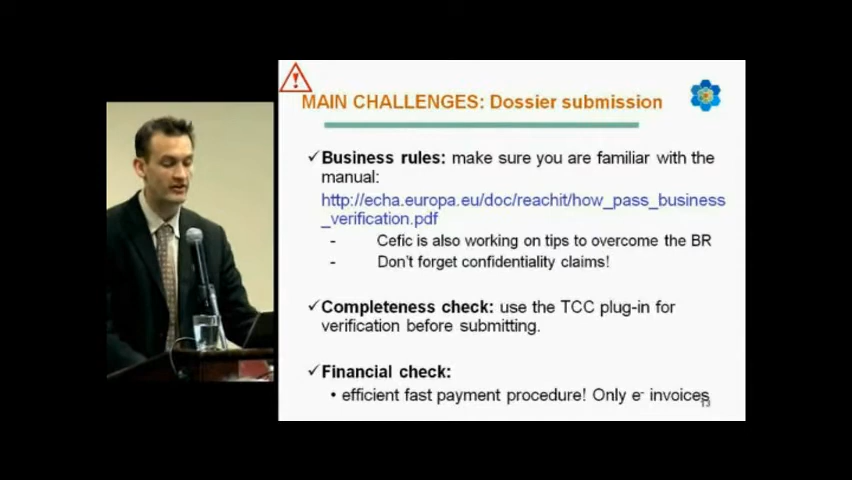 MAIN CHALLENGES: Dossier submission
✓Business rules: make sure you are familiar with the
manual:
http://echa.europa.eu/doc/reachit/how_pass_business
_verification.pdf
- Cefic is also working on tips to overcome the BR
- Don't forget confidentiality claims!
✓Completeness check: use the TCC plug-in for
verification before submitting.
✓Financial check:
• efficient fast payment procedure! Only e- invoices
13